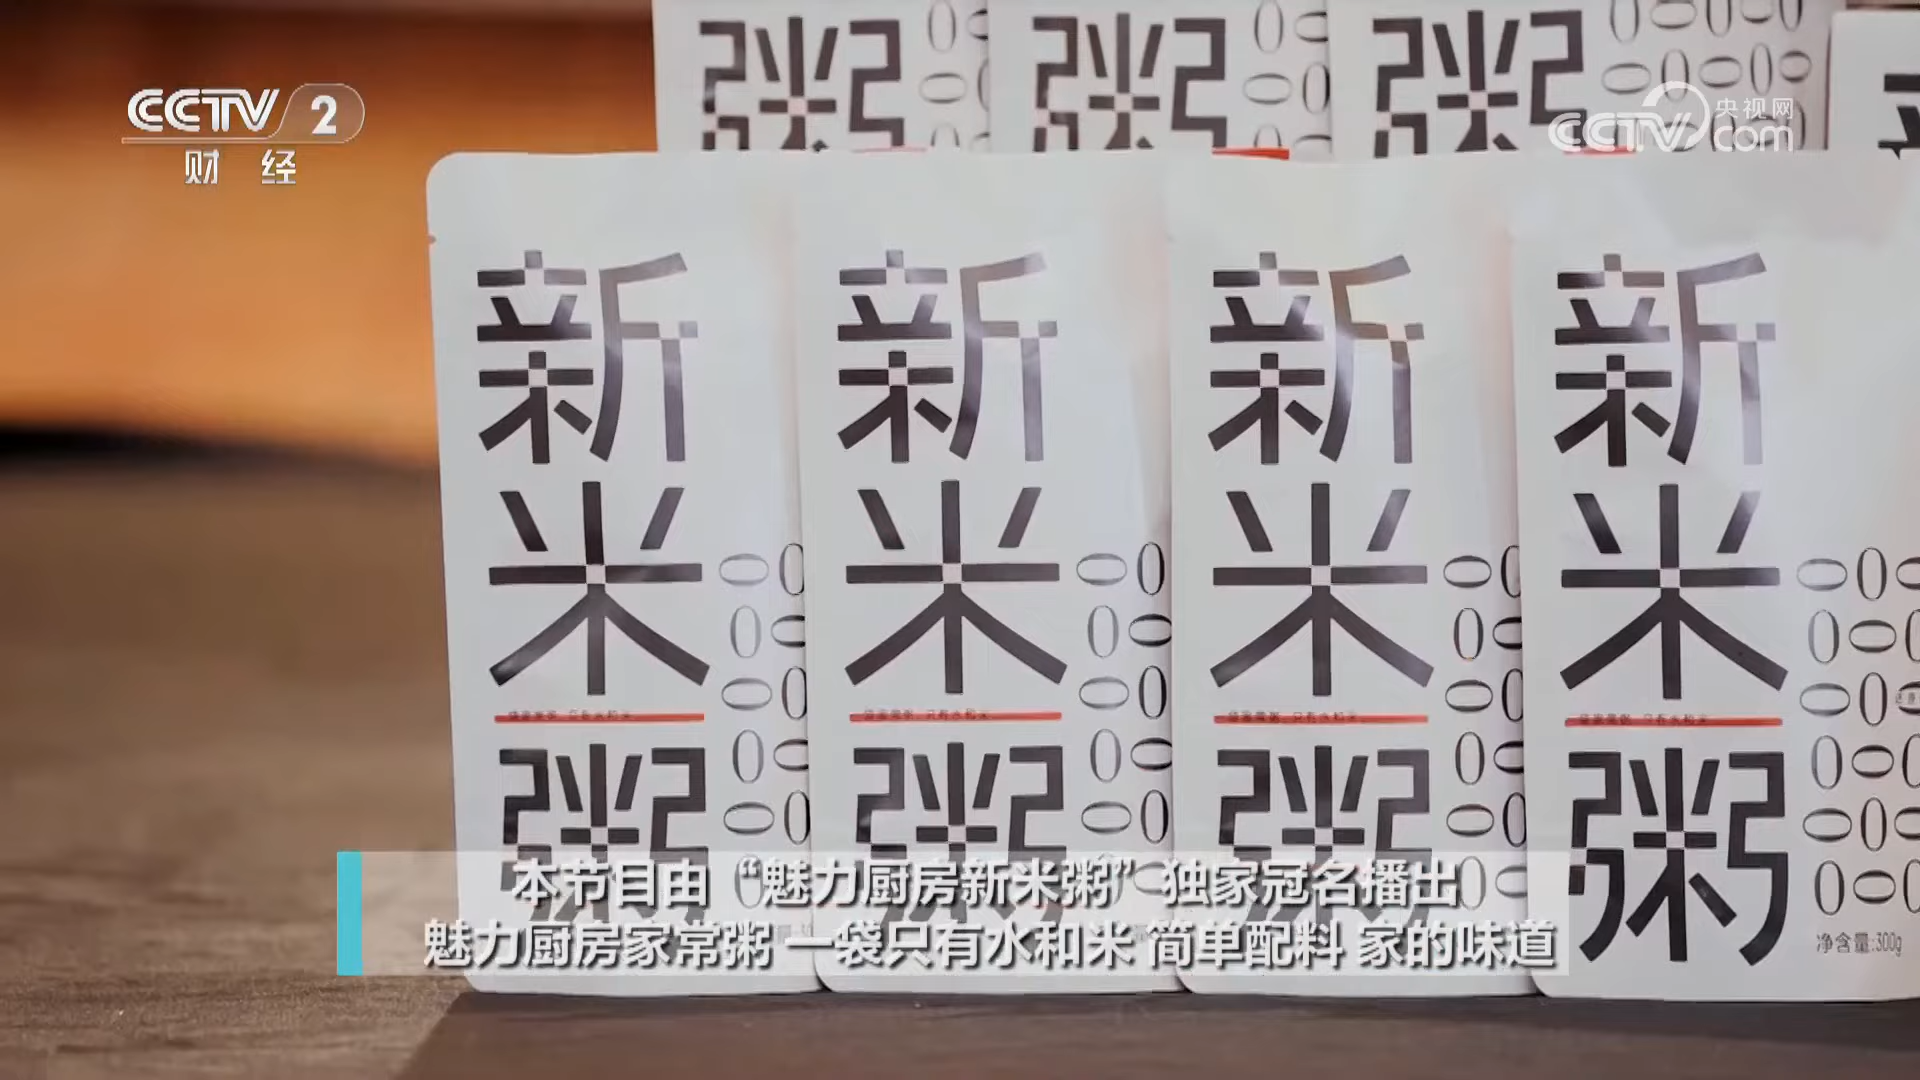 CCTV 2
财 经
央视网
CCTV.com
粥 粥 粥
新 新 新 新
米 米 米 米
粥 粥 粥 粥
净含量:300g
本节目由“魅力厨房新米粥”独家冠名播出
魅力厨房家常粥 一袋只有水和米 简单配料 家的味道